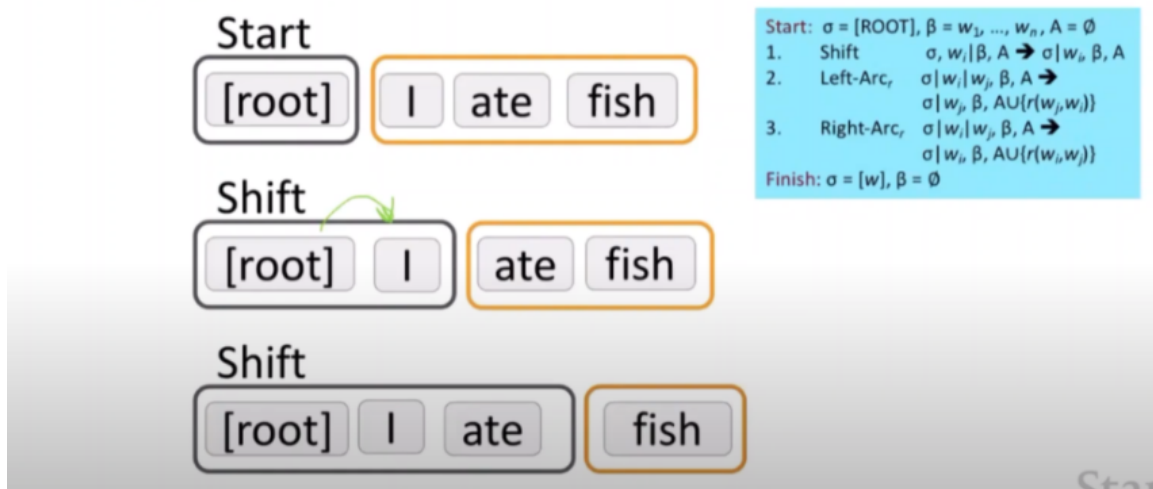 Start
[root] I ate fish
Shift
[root] I ate fish
Shift
[root] I ate fish
Start: σ = [ROOT], β = w₁, ..., wₙ, A = Ø
1. Shift σ, wᵢ|β, A ➔ σ|wᵢ, β, A
2. Left-Arcᵣ σ|wᵢ|wⱼ, β, A ➔
σ|wⱼ, β, A∪{r(wⱼ,wᵢ)}
3. Right-Arcᵣ σ|wᵢ|wⱼ, β, A ➔
σ|wᵢ, β, A∪{r(wᵢ,wⱼ)}
Finish: σ = [w], β = Ø